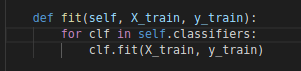 def fit(self, X_train, y_train):
    for clf in self.classifiers:
        clf.fit(X_train, y_train)